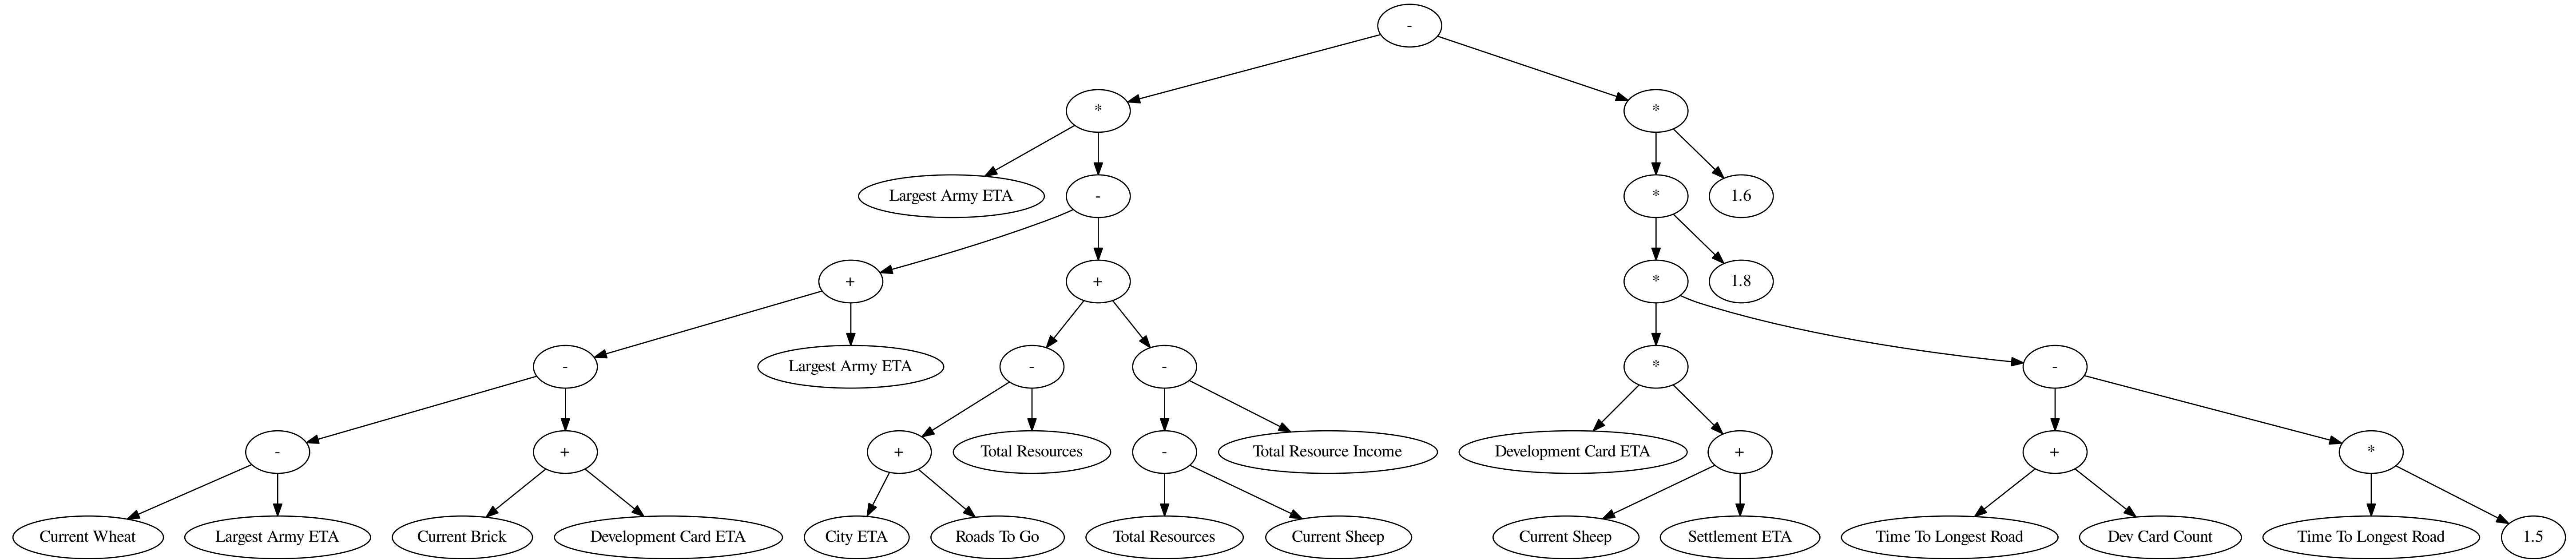 -
* *
Largest Army ETA - * 1.6
+ + * 1.8
- Largest Army ETA - - * -
- + + Total Resources - Total Resource Income Development Card ETA + + *
Current Wheat Largest Army ETA Current Brick Development Card ETA City ETA Roads To Go Total Resources Current Sheep Current Sheep Settlement ETA Time To Longest Road Dev Card Count Time To Longest Road 1.5